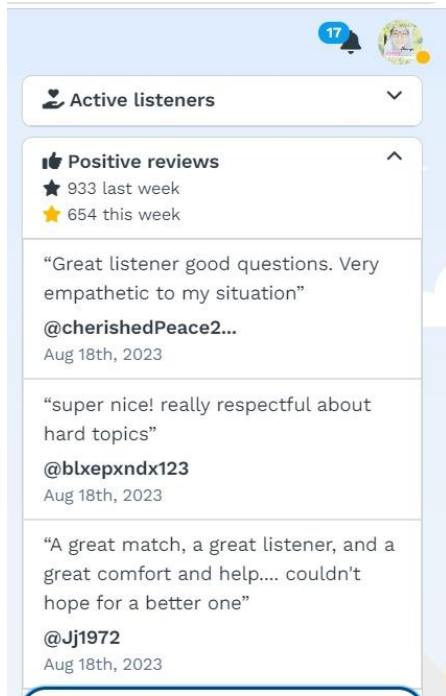 17
Active listeners
Positive reviews
933 last week
654 this week
“Great listener good questions. Very
empathetic to my situation”
@cherishedPeace2...
Aug 18th, 2023
“super nice! really respectful about
hard topics”
@blxepxndx123
Aug 18th, 2023
“A great match, a great listener, and a
great comfort and help.... couldn't
hope for a better one”
@Jj1972
Aug 18th, 2023